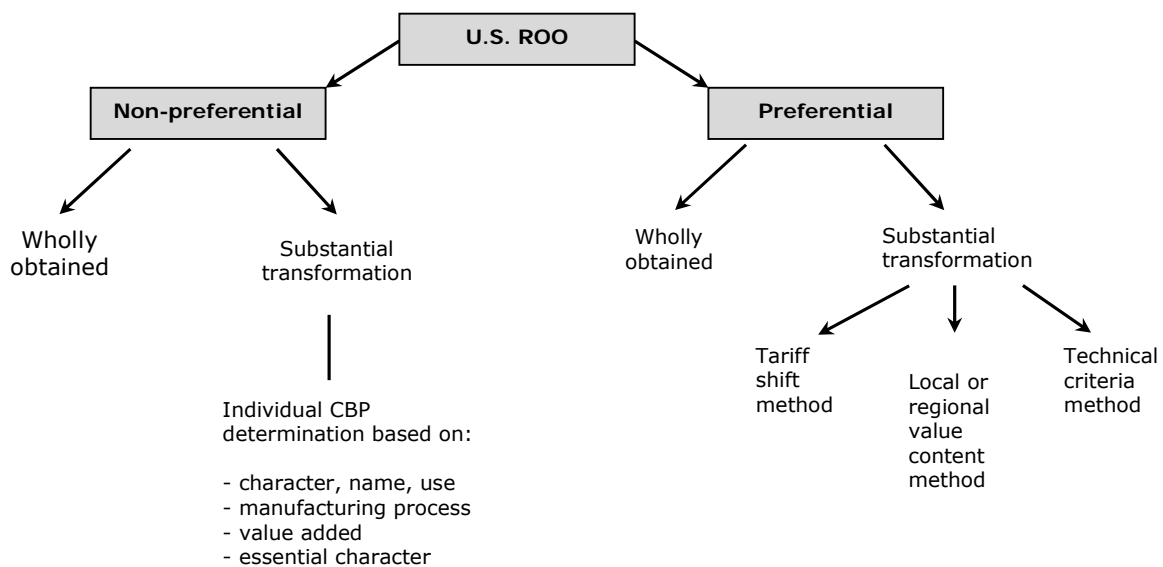 U.S. ROO
Non-preferential
Preferential
Wholly
obtained
Substantial
transformation
Wholly
obtained
Substantial
transformation
Tariff
shift
method
Local or
regional
value
content
method
Technical
criteria
method
Individual CBP
determination based on:
- character, name, use
- manufacturing process
- value added
- essential character